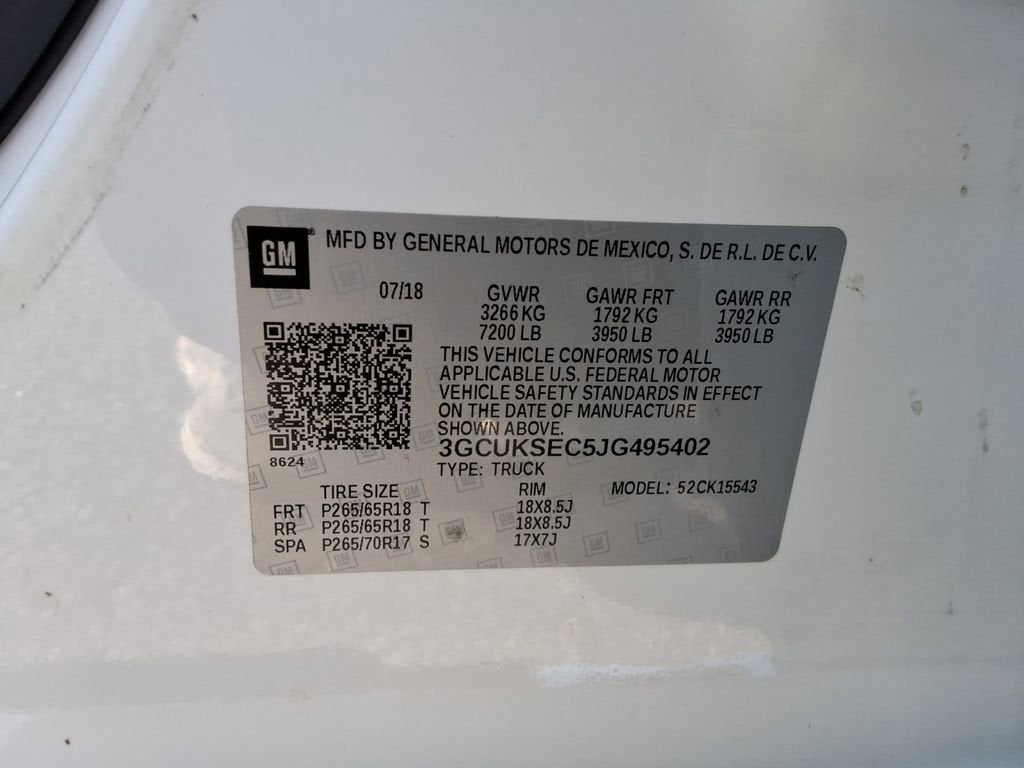 GM MFD BY GENERAL MOTORS DE MEXICO, S. DE R.L. DE C.V.
07/18 GVWR GAWR FRT GAWR RR
3266 KG 1792 KG 1792 KG
7200 LB 3950 LB 3950 LB
THIS VEHICLE CONFORMS TO ALL
APPLICABLE U.S. FEDERAL MOTOR
VEHICLE SAFETY STANDARDS IN EFFECT
ON THE DATE OF MANUFACTURE
SHOWN ABOVE.
8624 3GCUKSEC5JG495402
TYPE: TRUCK
TIRE SIZE RIM MODEL: 52CK15543
FRT P265/65R18 T 18X8.5J
RR P265/65R18 T 18X8.5J
SPA P265/70R17 S 17X7J